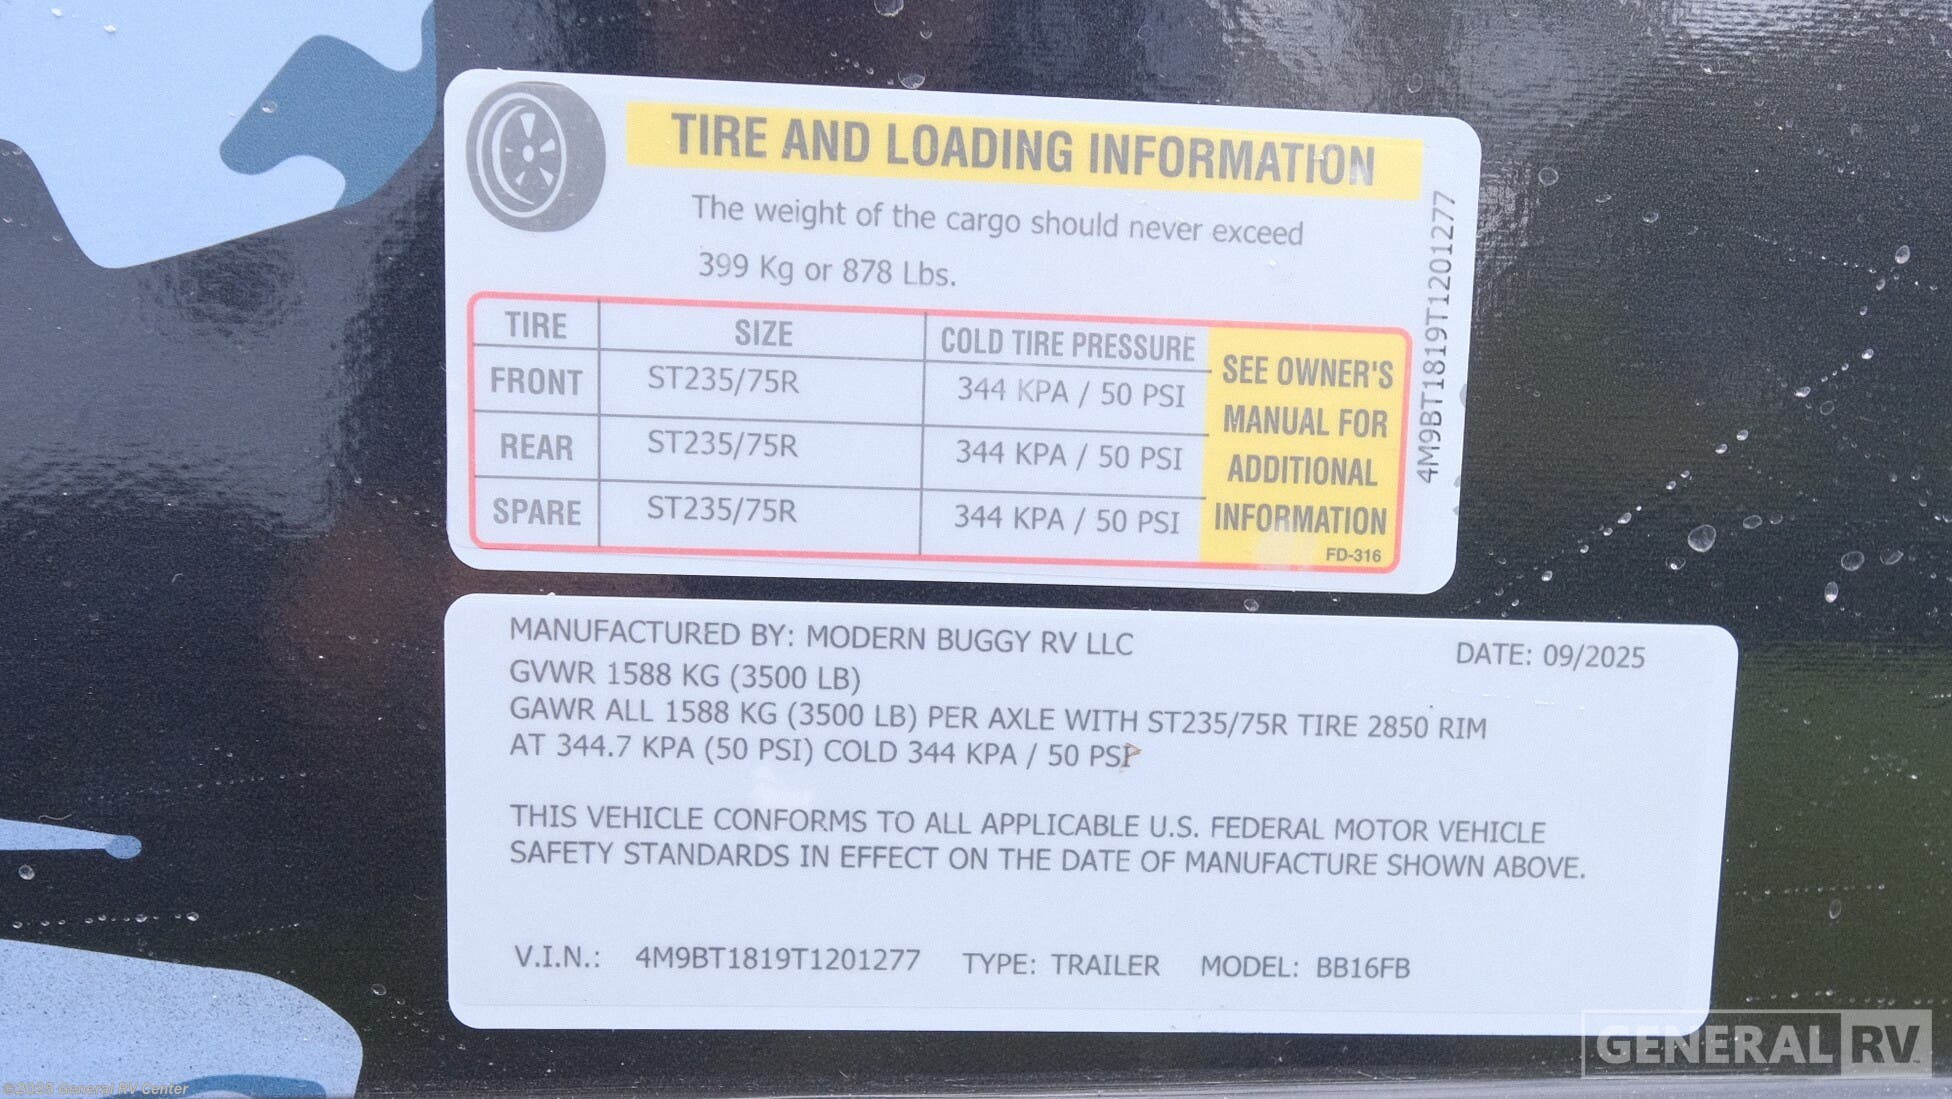 TIRE AND LOADING INFORMATION
The weight of the cargo should never exceed
399 Kg or 878 Lbs.
TIRE SIZE COLD TIRE PRESSURE
FRONT ST235/75R 344 KPA / 50 PSI
REAR ST235/75R 344 KPA / 50 PSI
SPARE ST235/75R 344 KPA / 50 PSI
SEE OWNER'S
MANUAL FOR
ADDITIONAL
INFORMATION
FD-316
4M9BT1819T1201277
MANUFACTURED BY: MODERN BUGGY RV LLC DATE: 09/2025
GVWR 1588 KG (3500 LB)
GAWR ALL 1588 KG (3500 LB) PER AXLE WITH ST235/75R TIRE 2850 RIM
AT 344.7 KPA (50 PSI) COLD 344 KPA / 50 PSI
THIS VEHICLE CONFORMS TO ALL APPLICABLE U.S. FEDERAL MOTOR VEHICLE
SAFETY STANDARDS IN EFFECT ON THE DATE OF MANUFACTURE SHOWN ABOVE.
V.I.N.: 4M9BT1819T1201277 TYPE: TRAILER MODEL: BB16FB
GENERAL RV
©2025 General RV Center